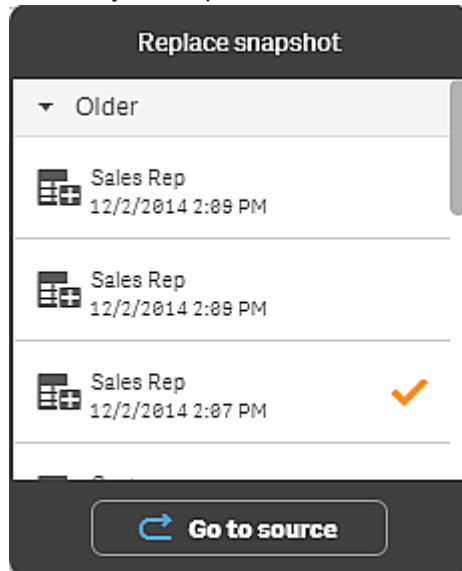 Replace snapshot
Older
Sales Rep
12/2/2014 2:09 PM
Sales Rep
12/2/2014 2:09 PM
Sales Rep
12/2/2014 2:07 PM
Go to source